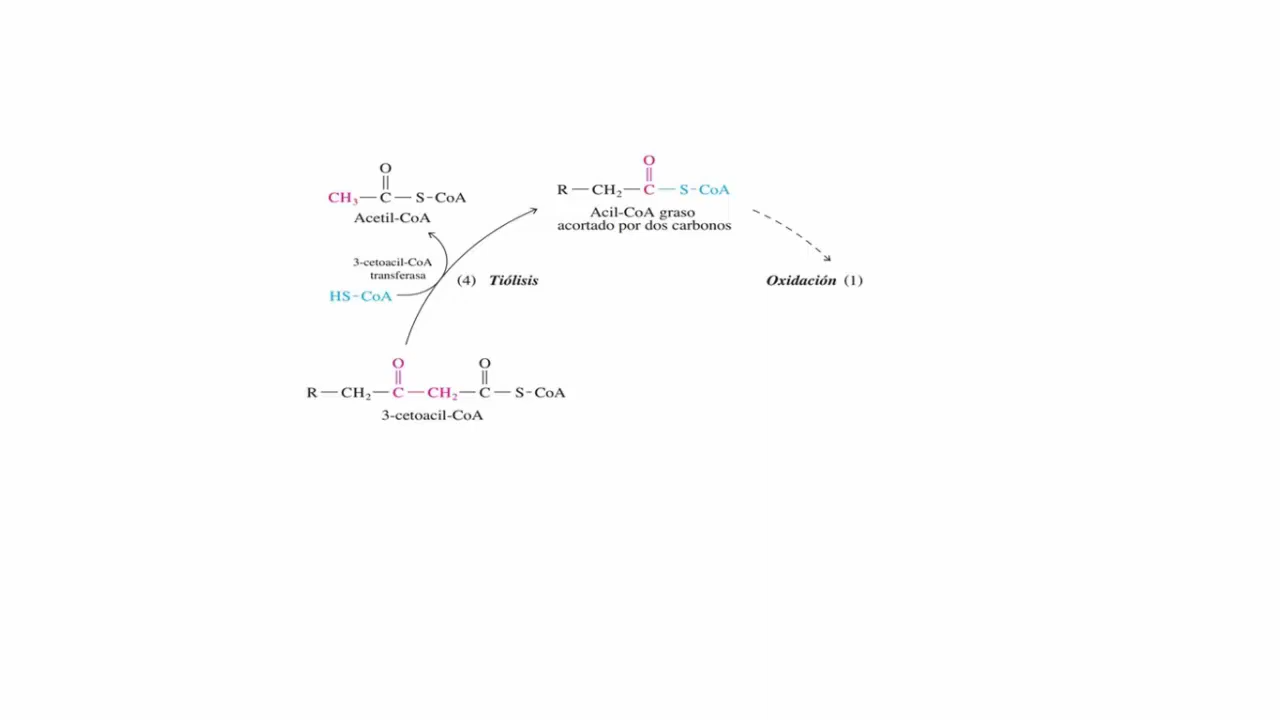 O
CH₃—C—S-CoA
Acetil-CoA
O
R—CH₂—C—S-CoA
Acil-CoA graso
acortado por dos carbonos
3-cetoacil-CoA
transferasa
HS-CoA
(4) Tiólisis
Oxidación (1)
O O
R—CH₂—C—CH₂—C—S-CoA
3-cetoacil-CoA